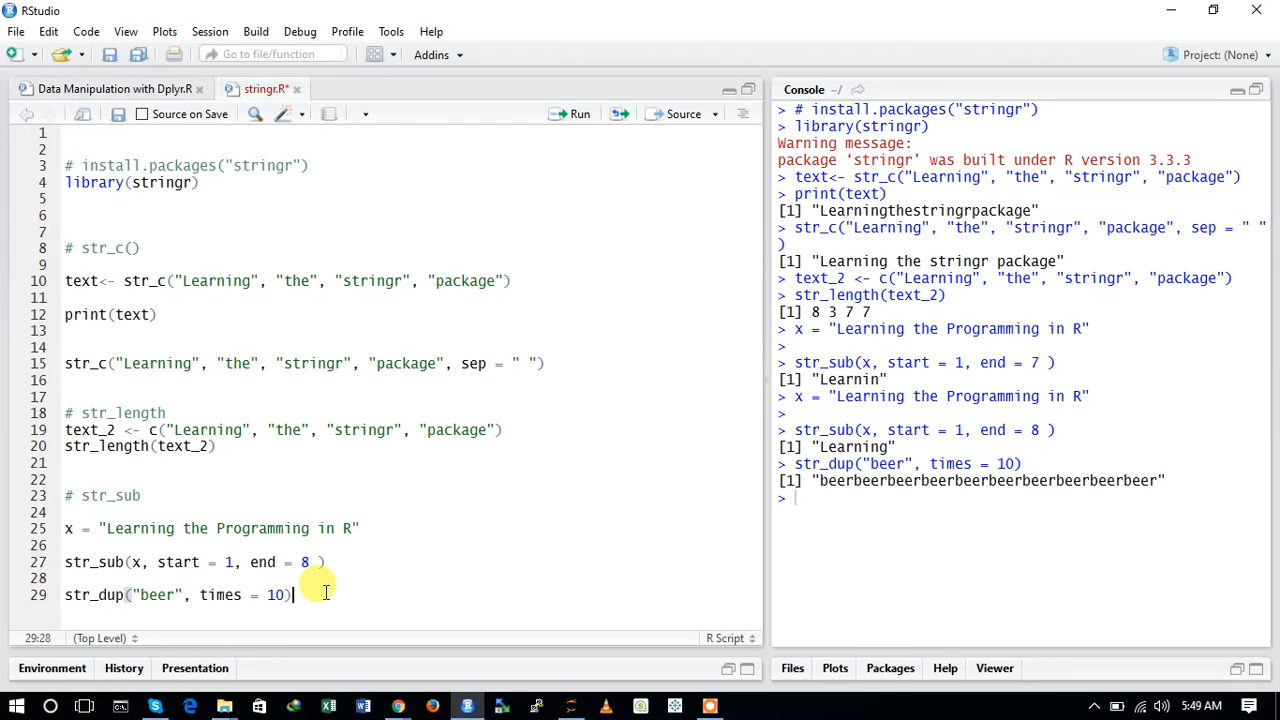 RStudio
File Edit Code View Plots Session Build Debug Profile Tools Help
Go to file/function Addins Project: (None)
Data Manipulation with Dplyr.R stringr.R*
Source on Save Run Source
1
2
3 # install.packages("stringr")
4 library(stringr)
5
6
7
8 # str_c()
9
10 text<- str_c("Learning", "the", "stringr", "package")
11
12 print(text)
13
14
15 str_c("Learning", "the", "stringr", "package", sep = " ")
16
17
18 # str_length
19 text_2 <- c("Learning", "the", "stringr", "package")
20 str_length(text_2)
21
22
23 # str_sub
24
25 x = "Learning the Programming in R"
26
27 str_sub(x, start = 1, end = 8 )
28
29 str_dup("beer", times = 10)
29:28 (Top Level) R Script
Environment History Presentation
Console ~/
> # install.packages("stringr")
> library(stringr)
Warning message:
package ‘stringr’ was built under R version 3.3.3
> text<- str_c("Learning", "the", "stringr", "package")
> print(text)
[1] "Learningthestringrpackage"
> str_c("Learning", "the", "stringr", "package", sep = " "
)
[1] "Learning the stringr package"
> text_2 <- c("Learning", "the", "stringr", "package")
> str_length(text_2)
[1] 8 3 7 7
> x = "Learning the Programming in R"
>
> str_sub(x, start = 1, end = 7 )
[1] "Learnin"
> x = "Learning the Programming in R"
>
> str_sub(x, start = 1, end = 8 )
[1] "Learning"
> str_dup("beer", times = 10)
[1] "beerbeerbeerbeerbeerbeerbeerbeerbeerbeer"
>
Files Plots Packages Help Viewer
5:49 AM